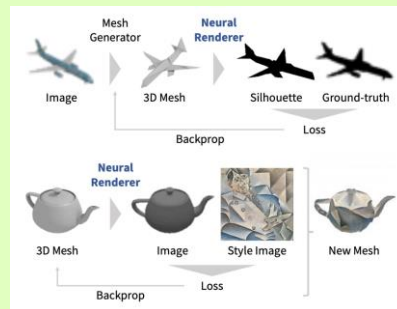 Mesh
Generator
Neural
Renderer
Image
3D Mesh
Silhouette
Ground-truth
Loss
Backprop
Neural
Renderer
3D Mesh
Image
Style Image
New Mesh
Loss
Backprop